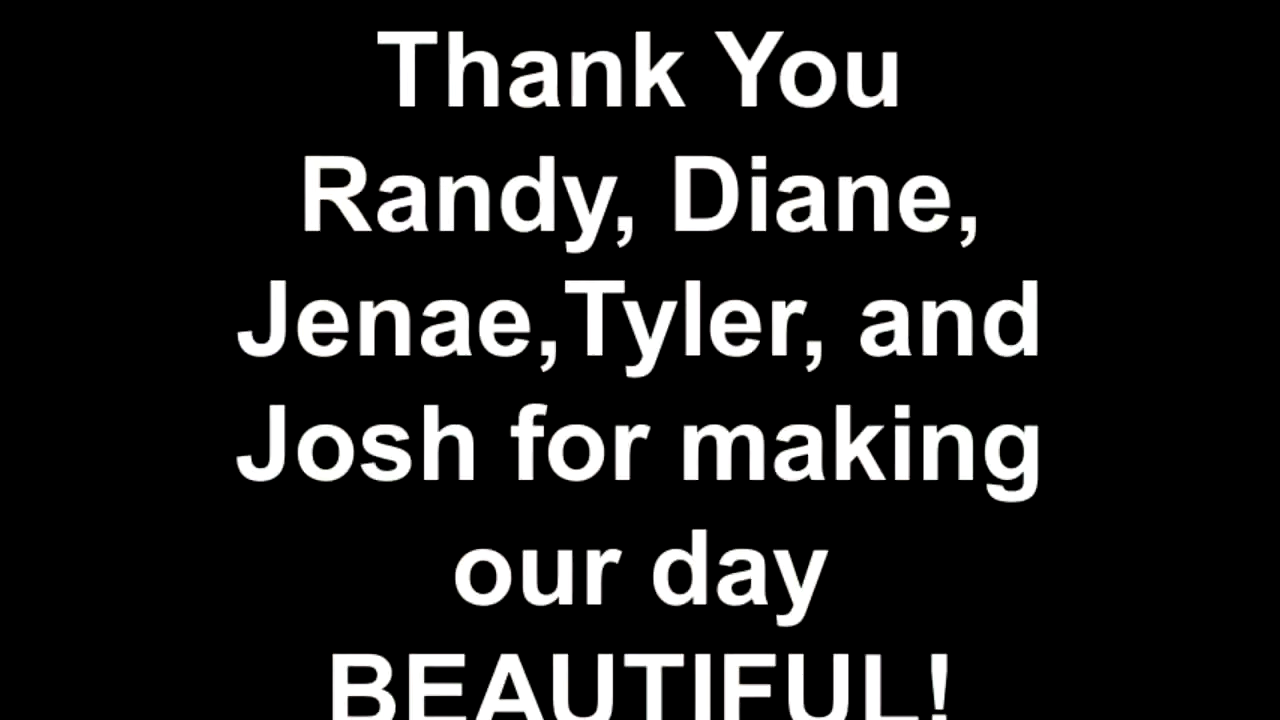 Thank You
Randy, Diane,
Jenae,Tyler, and
Josh for making
our day
BEAUTIFUL!